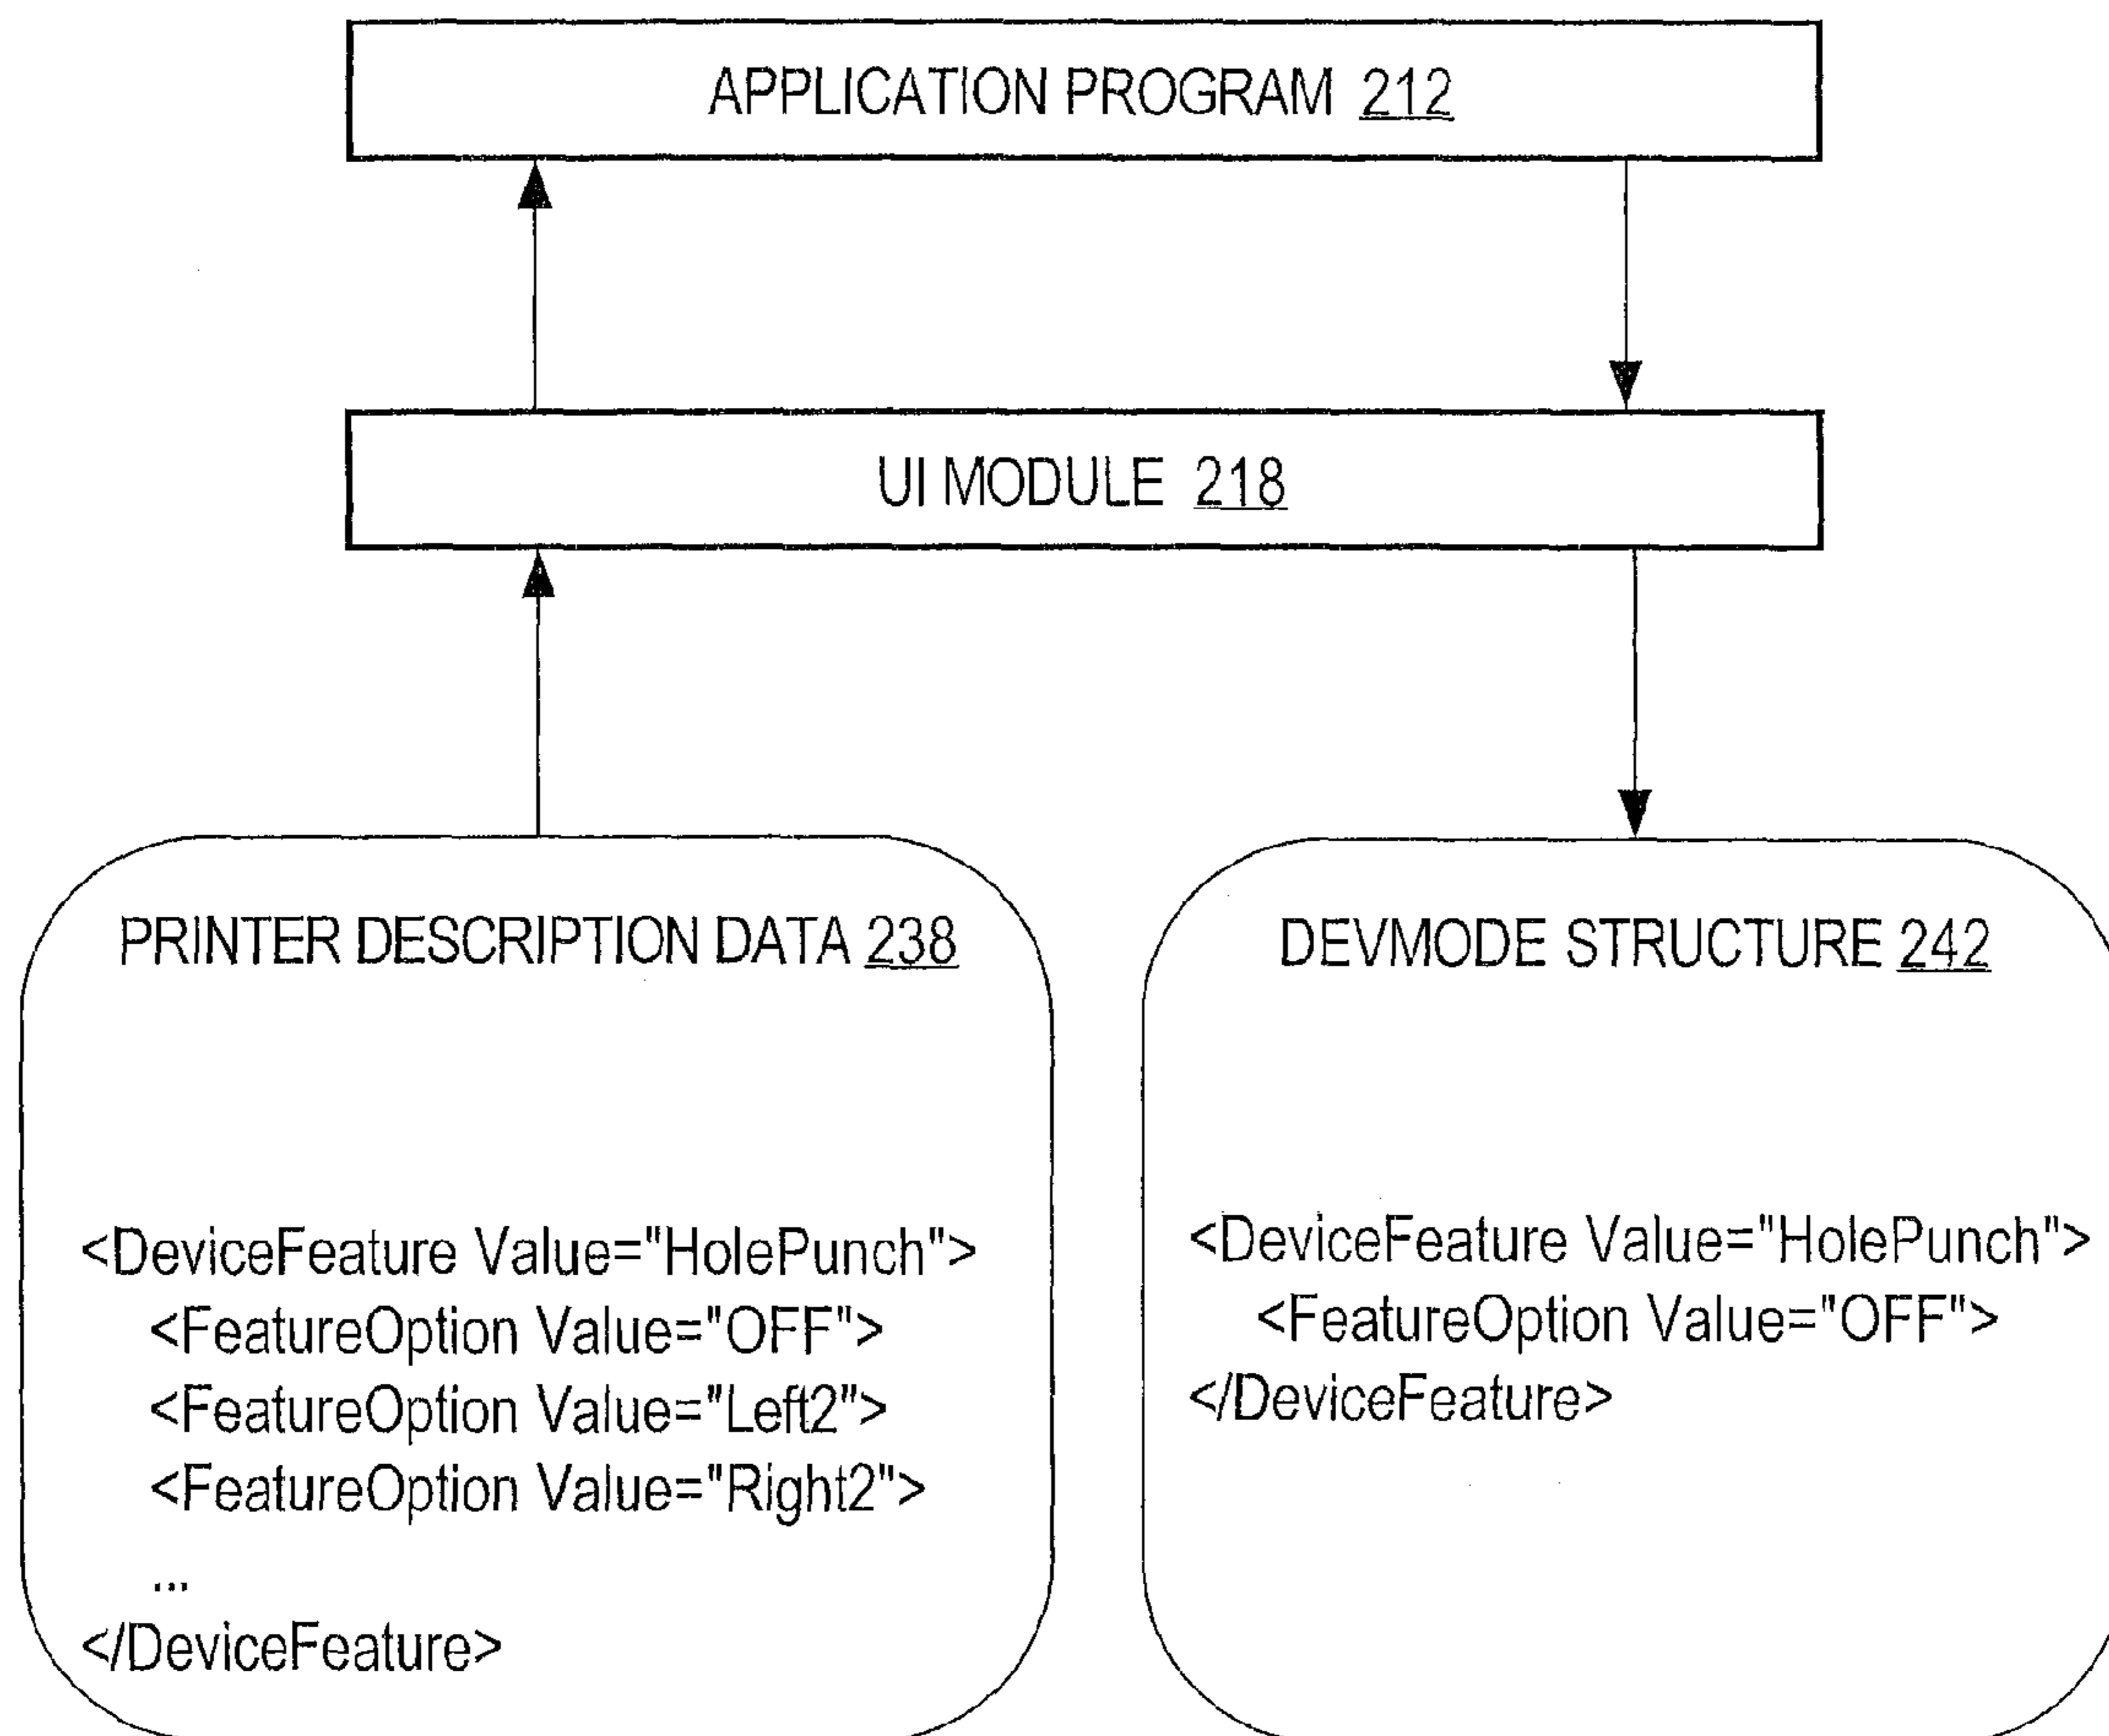 APPLICATION PROGRAM 212
UI MODULE 218
PRINTER DESCRIPTION DATA 238
<DeviceFeature Value="HolePunch">
<FeatureOption Value="OFF">
<FeatureOption Value="Left2">
<FeatureOption Value="Right2">
...
</DeviceFeature>
DEVMODE STRUCTURE 242
<DeviceFeature Value="HolePunch">
<FeatureOption Value="OFF">
</DeviceFeature>